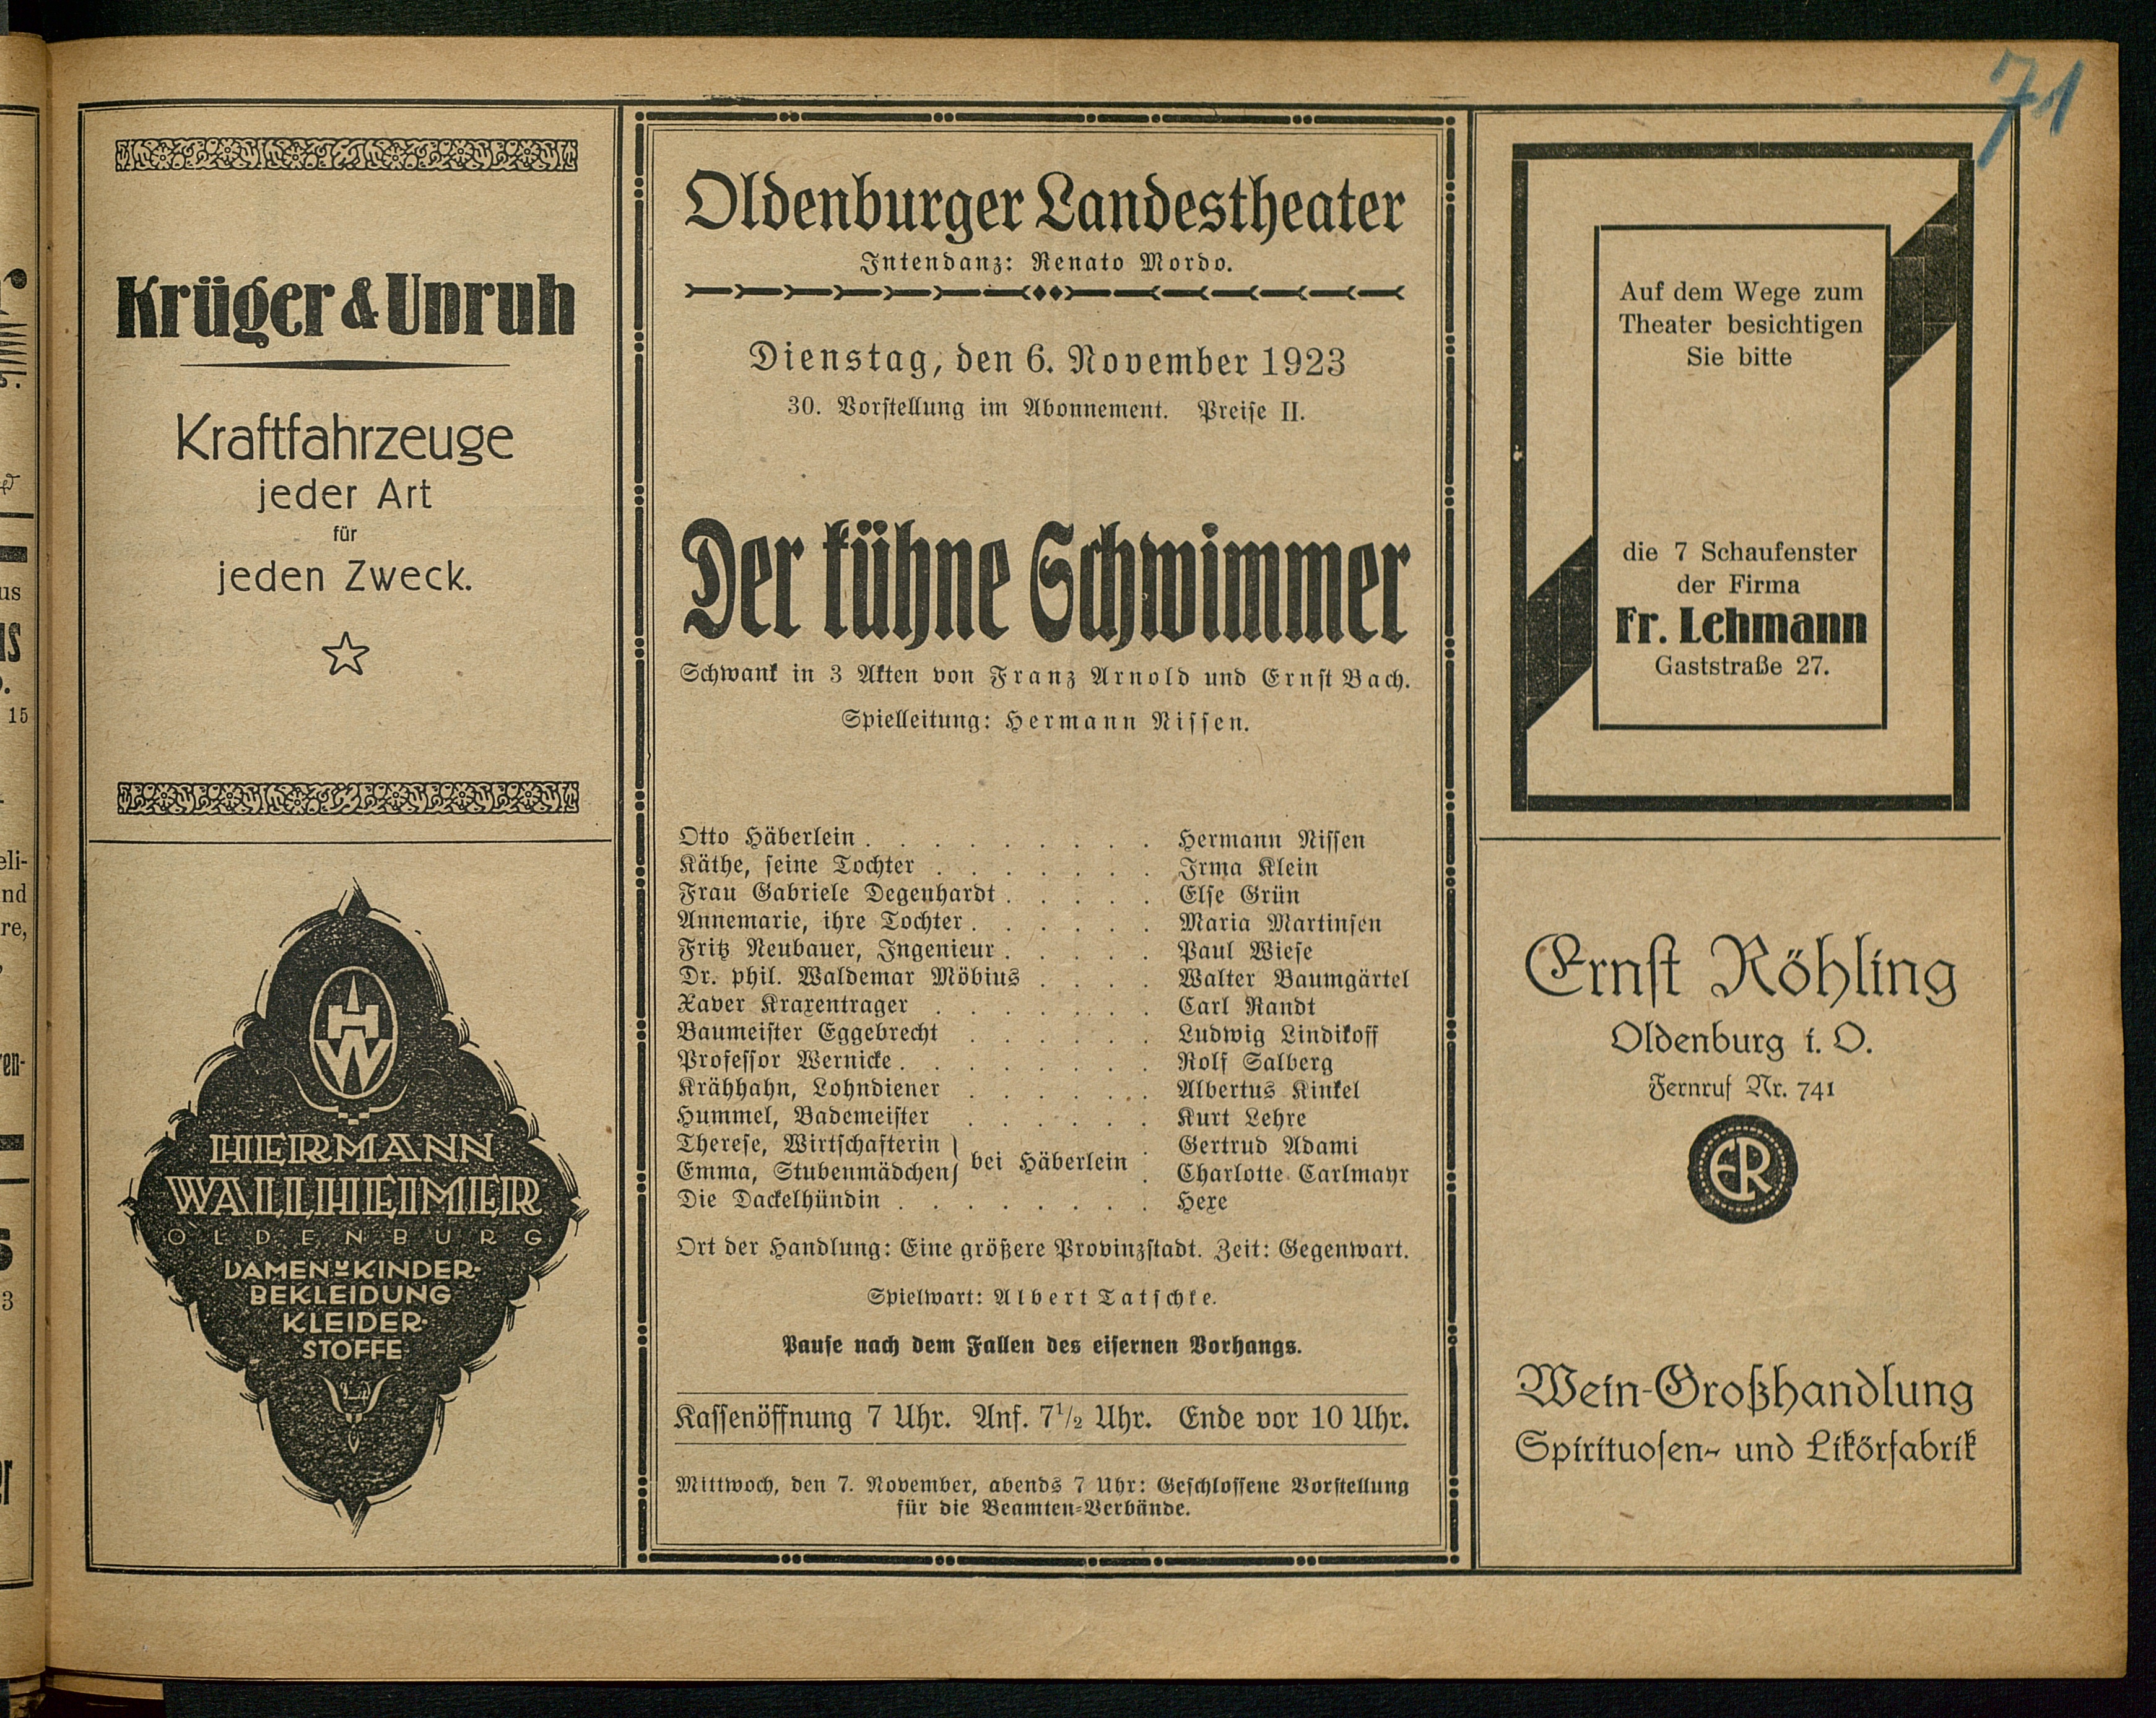 71
Krüger & Unruh
Kraftfahrzeuge
jeder Art
für
jeden Zweck.
HW
HERMANN
WALLHEIMER
OLDENBURG
DAMEN U KINDER-
BEKLEIDUNG
KLEIDER-
STOFFE
Oldenburger Landestheater
Intendanz: Renato Mordo.
Dienstag, den 6. November 1923
30. Vorstellung im Abonnement. Preise II.
Der kühne Schwimmer
Schwank in 3 Akten von Franz Arnold und Ernst Bach.
Spielleitung: Hermann Nissen.
Otto Häberlein . . . . . . . . . Hermann Nissen
Käthe, seine Tochter . . . . . . . Irma Klein
Frau Gabriele Degenhardt . . . . . Else Grün
Annemarie, ihre Tochter . . . . . . Maria Martinsen
Fritz Neubauer, Ingenieur . . . . . Paul Wiese
Dr. phil. Waldemar Möbius . . . . Walter Baumgärtel
Xaver Kraxentrager . . . . . . . Carl Randt
Baumeister Eggebrecht . . . . . . Ludwig Lindikoff
Professor Wernicke . . . . . . . . Rolf Salberg
Krähhahn, Lohndiener . . . . . . Albertus Kinkel
Hummel, Bademeister . . . . . . Kurt Lehre
Therese, Wirtschafterin } bei Häberlein . Gertrud Adami
Emma, Stubenmädchen } . Charlotte Carlmayr
Die Dackelhündin . . . . . . . . Hexe
Ort der Handlung: Eine größere Provinzstadt. Zeit: Gegenwart.
Spielwart: Albert Tatschke.
Pause nach dem Fallen des eisernen Vorhangs.
Kassenöffnung 7 Uhr. Anf. 7 1/2 Uhr. Ende vor 10 Uhr.
Mittwoch, den 7. November, abends 7 Uhr: Geschlossene Vorstellung
für die Beamten-Verbände.
Auf dem Wege zum
Theater besichtigen
Sie bitte
die 7 Schaufenster
der Firma
Fr. Lehmann
Gaststraße 27.
Ernst Röhling
Oldenburg i. O.
Fernruf Nr. 741
ER
Wein-Großhandlung
Spirituosen- und Likörfabrik